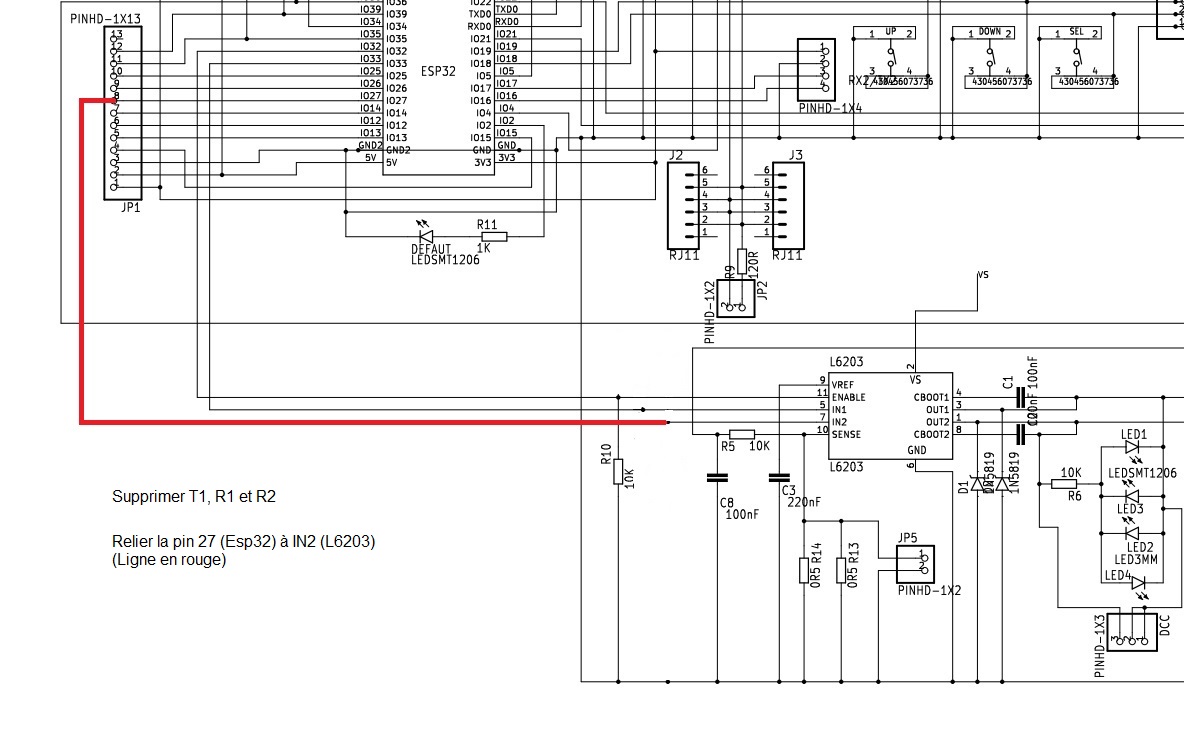 PINHD-1X13
13
12
11
10
9
8
7
6
5
4
3
2
1
JP1
IO36
IO39
IO34
IO35
IO32
IO33
IO25
IO26
IO27
IO14
IO12
IO13
GND2
5V
IO36
IO39
IO34
IO35
IO32
IO33
IO25
IO26
IO27
IO14
IO12
IO13
GND2
5V
ESP32
IO22
TXD0
RXD0
IO21
IO19
IO18
IO5
IO17
IO16
IO4
IO2
IO15
GND
3V3
IO22
TXD0
RXD0
IO21
IO19
IO18
IO5
IO17
IO16
IO4
IO2
IO15
GND
3V3
R11
1K
DEFAUT
LEDSMT1206
1
2
3
4
PINHD-1X4
1 UP 2
3 4
430456073736
1 DOWN 2
3 4
430456073736
1 SEL 2
3 4
430456073736
J2
6
5
4
3
2
1
RJ11
J3
6
5
4
3
2
1
RJ11
R9
120R
PINHD-1X2
2
1
JP2
VS
L6203
2
VS
9 VREF
11 ENABLE
5 IN1
7 IN2
10 SENSE
CBOOT1 4
OUT1 3
OUT2 1
CBOOT2 8
GND
6
L6203
C1
100nF
100nF
R10
10K
R5 10K
C8
100nF
C3
220nF
D1
1N5819
1N5819
R14
0R5
R13
0R5
JP5
1
2
PINHD-1X2
10K
R6
LED1
LEDSMT1206
LED3
LED2
LED3MM
LED4
PINHD-1X3
3
2
1
DCC
Supprimer T1, R1 et R2
Relier la pin 27 (Esp32) à IN2 (L6203)
(Ligne en rouge)